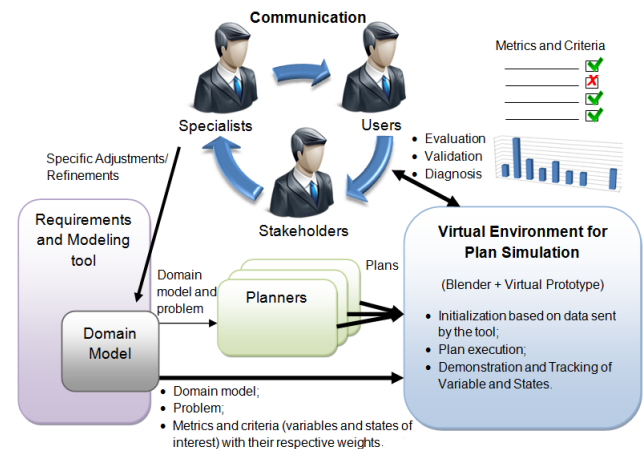 Communication
Specialists
Users
Stakeholders
Metrics and Criteria
• Evaluation
• Validation
• Diagnosis
Specific Adjustments/
Refinements
Requirements
and Modeling
tool
Domain
Model
Domain
model and
problem
Planners
Plans
Virtual Environment for
Plan Simulation
(Blender + Virtual Prototype)
• Initialization based on data sent
by the tool;
• Plan execution;
• Demonstration and Tracking of
Variable and States.
• Domain model;
• Problem;
• Metrics and criteria (variables and states of
interest) with their respective weights.